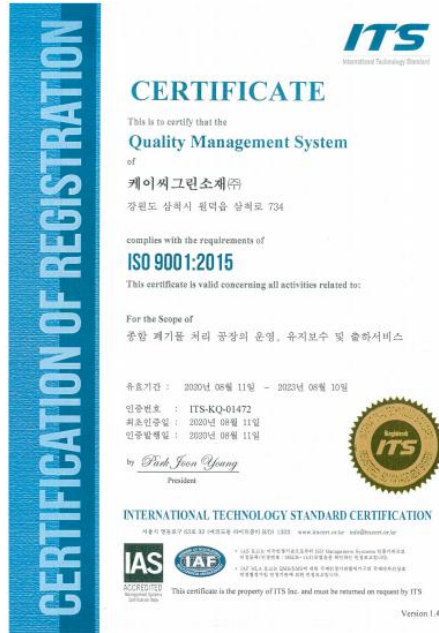 CERTIFICATION OF REGISTRATION
ITS
International Technology Standard
CERTIFICATE
This is to certify that the
Quality Management System
of
케이씨그린소재(주)
강원도 삼척시 원덕읍 삼척로 734
complies with the requirements of
ISO 9001:2015
This certificate is valid concerning all activities related to:
For the Scope of
종합 폐기물 처리 공장의 운영, 유지보수 및 출하서비스
유효기간 : 2020년 08월 11일 ~ 2023년 08월 10일
인증번호 : ITS-KQ-01472
최초인증일 : 2020년 08월 11일
인증발행일 : 2020년 08월 11일
by Park Joon Young
President
ITS
INTERNATIONAL TECHNOLOGY STANDARD CERTIFICATION
IAS
ACCREDITED
IAF
This certificate is the property of ITS Inc. and must be returned on request by ITS
Version 1.4